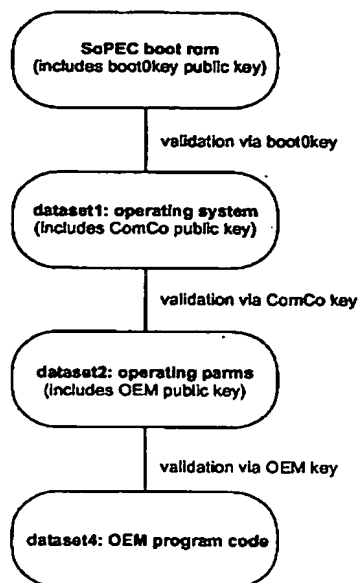 SoPEC boot rom
(includes boot0key public key)
validation via boot0key
dataset1: operating system
(includes ComCo public key)
validation via ComCo key
dataset2: operating parms
(includes OEM public key)
validation via OEM key
dataset4: OEM program code